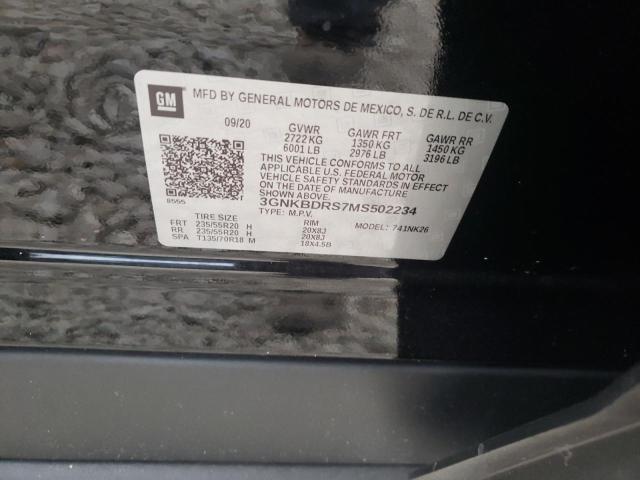 GM
MFD BY GENERAL MOTORS DE MEXICO, S. DE R.L. DE C.V.
09/20 GVWR GAWR FRT GAWR RR
2722 KG 1350 KG 1450 KG
6001 LB 2976 LB 3196 LB
THIS VEHICLE CONFORMS TO ALL
APPLICABLE U.S. FEDERAL MOTOR
VEHICLE SAFETY STANDARDS IN
EFFECT ON THE DATE OF MANUFACTURE
SHOWN ABOVE.
3GNKBDRS7MS502234
8555 TYPE: M.P.V. MODEL: 741NK26
TIRE SIZE RIM
FRT 235/55R20 H 20X8J
RR 235/55R20 H 20X8J
SPA T135/70R18 M 18X4.5B